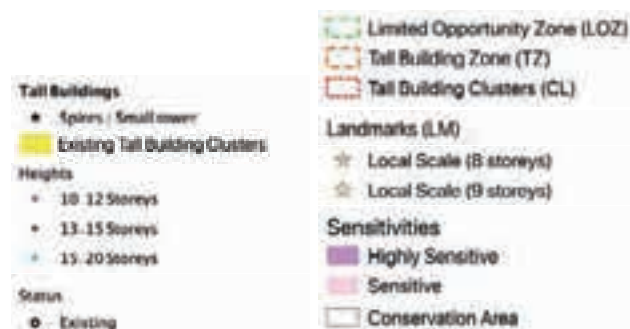 Tall Buildings
Spires / Small tower
Existing Tall Building Clusters
Heights
10-12 Storeys
13-15 Storeys
15-20 Storeys
Status
Existing
Limited Opportunity Zone (LOZ)
Tall Building Zone (TZ)
Tall Building Clusters (CL)
Landmarks (LM)
Local Scale (8 storeys)
Local Scale (9 storeys)
Sensitivities
Highly Sensitive
Sensitive
Conservation Area